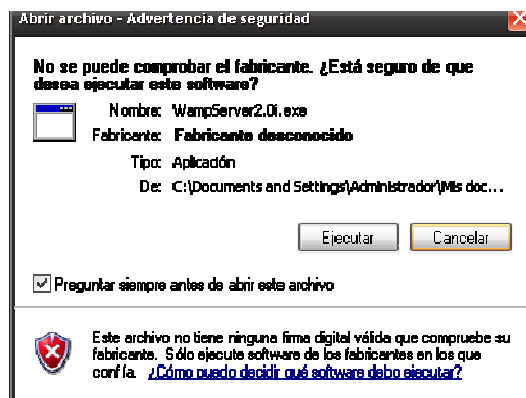 Abrir archivo - Advertencia de seguridad
No se puede comprobar el fabricante. ¿Está seguro de que
desea ejecutar este software?
Nombre: WampServer2.0i.exe
Fabricante: Fabricante desconocido
Tipo: Aplicación
De: C:\Documents and Settings\Administrador\Mis doc...
Ejecutar Cancelar
Preguntar siempre antes de abrir este archivo
Este archivo no tiene ninguna firma digital válida que compruebe su
fabricante. Sólo ejecute software de los fabricantes en los que
confía. ¿Cómo puedo decidir qué software debo ejecutar?